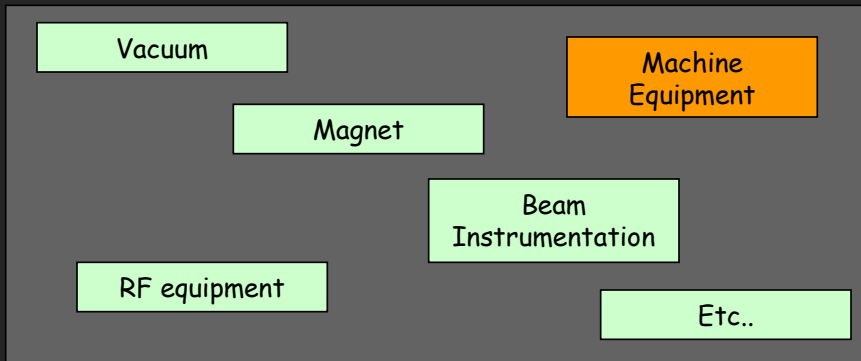 Vacuum
Machine
Equipment
Magnet
Beam
Instrumentation
RF equipment
Etc..